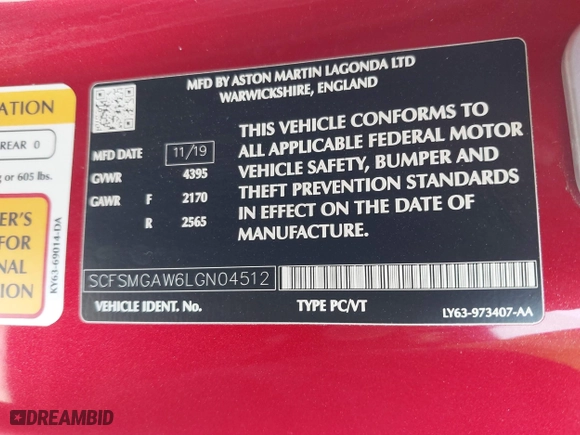 MFD BY ASTON MARTIN LAGONDA LTD
WARWICKSHIRE, ENGLAND
MFD DATE 11/19
GVWR 4395
GAWR F 2170
R 2565
THIS VEHICLE CONFORMS TO
ALL APPLICABLE FEDERAL MOTOR
VEHICLE SAFETY, BUMPER AND
THEFT PREVENTION STANDARDS
IN EFFECT ON THE DATE OF
MANUFACTURE.
SCFSMGAW6LGN04512
VEHICLE IDENT. No.
TYPE PC/VT
LY63-973407-AA
ATION
REAR 0
g or 605 lbs.
ER'S
FOR
NAL
TION
KY63-69014-DA
DREAMBID